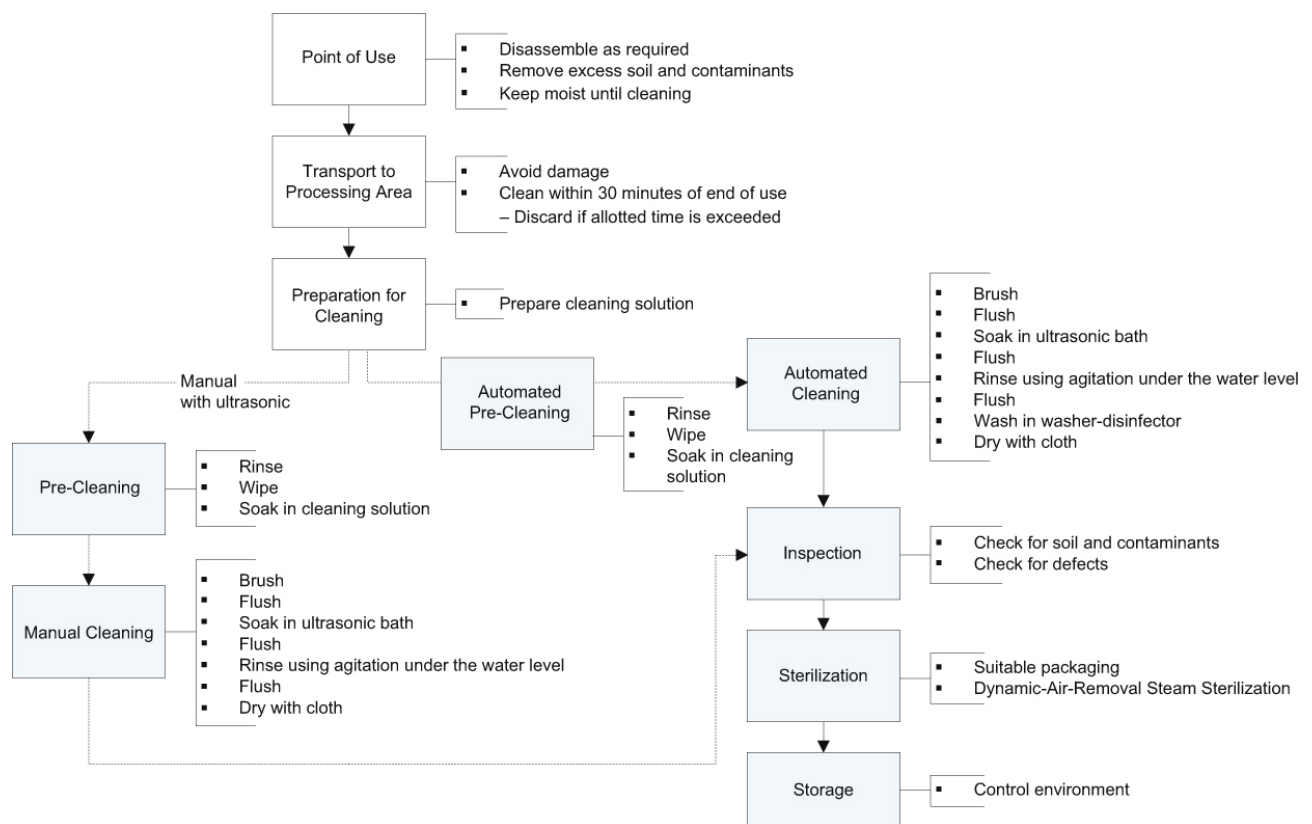 Point of Use
▪ Disassemble as required
▪ Remove excess soil and contaminants
▪ Keep moist until cleaning
Transport to
Processing Area
▪ Avoid damage
▪ Clean within 30 minutes of end of use
– Discard if allotted time is exceeded
Preparation for
Cleaning
▪ Prepare cleaning solution
Manual
with ultrasonic
Pre-Cleaning
▪ Rinse
▪ Wipe
▪ Soak in cleaning solution
Manual Cleaning
▪ Brush
▪ Flush
▪ Soak in ultrasonic bath
▪ Flush
▪ Rinse using agitation under the water level
▪ Flush
▪ Dry with cloth
Automated
Pre-Cleaning
▪ Rinse
▪ Wipe
▪ Soak in cleaning
solution
Automated
Cleaning
▪ Brush
▪ Flush
▪ Soak in ultrasonic bath
▪ Flush
▪ Rinse using agitation under the water level
▪ Flush
▪ Wash in washer-disinfector
▪ Dry with cloth
Inspection
▪ Check for soil and contaminants
▪ Check for defects
Sterilization
▪ Suitable packaging
▪ Dynamic-Air-Removal Steam Sterilization
Storage
▪ Control environment